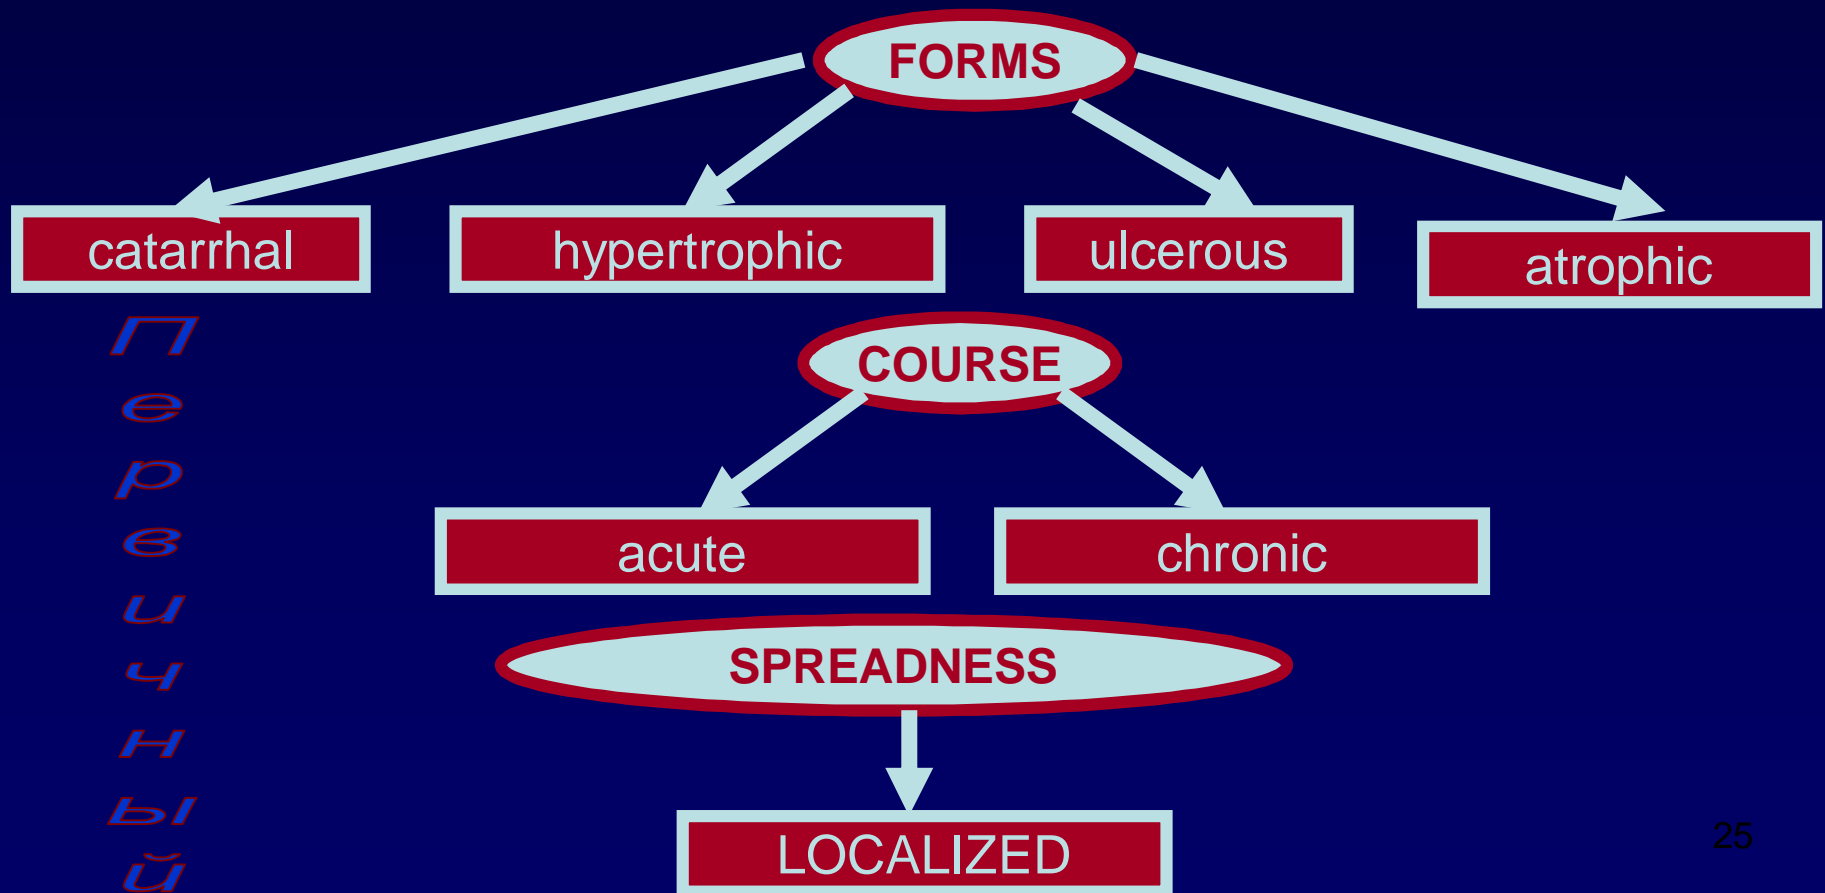 FORMS
catarrhal hypertrophic ulcerous atrophic
Первичный
COURSE
acute chronic
SPREADNESS
LOCALIZED
25